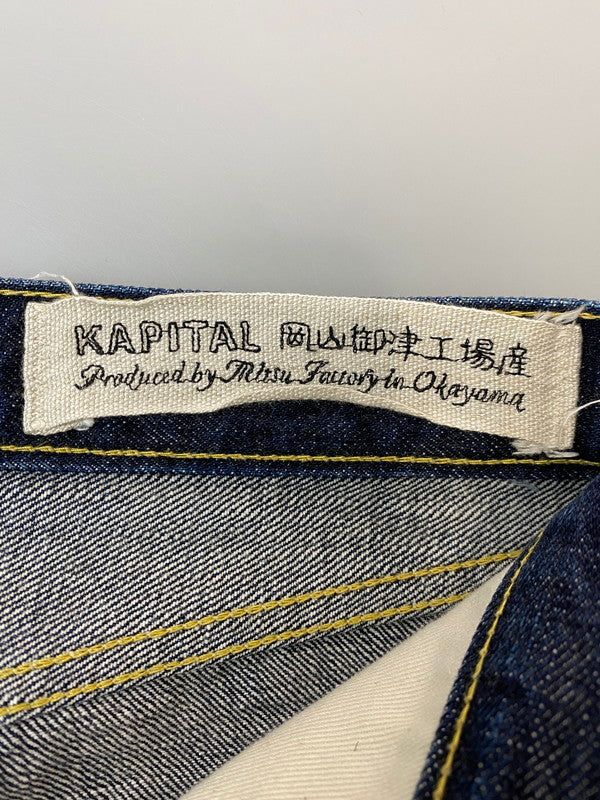 KAPITAL 岡山御津工場産
Produced by Mitsu Factory in Okayama